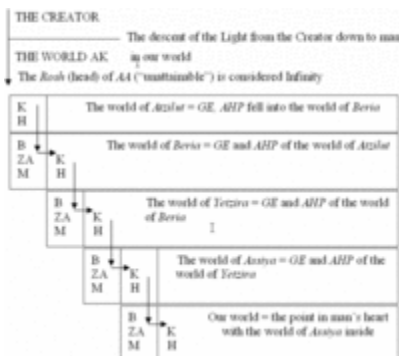 THE CREATOR
The descent of the Light from the Creator down to man
THE WORLD AK in our world
The Rosh (head) of AA ("unattainable") is considered Infinity
K The world of Atzilut = GE, AHP fell into the world of Beria
H
B The world of Beria = GE and AHP of the world of Atzilut
ZA K
M H
B The world of Yetzira = GE and AHP of the world
ZA K of Beria
M H
B The world of Assiya = GE and AHP of the
ZA K world of Yetzira
M H
B Our world = the point in man's heart
ZA K with the world of Assiya inside
M H